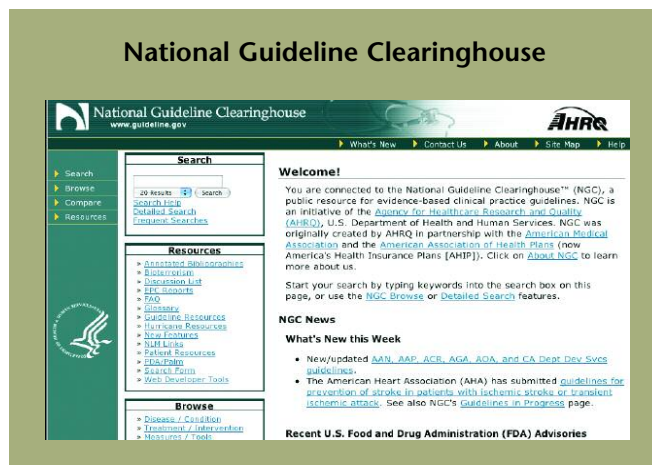 National Guideline Clearinghouse
National Guideline Clearinghouse
www.guideline.gov
AHRQ
What's New
Contact Us
About
Site Map
Help
Search
Browse
Compare
Resources
Search
20 Results
Search
Search Help
Detailed Search
Frequent Searches
Resources
» Annotated Bibliographies
» Bioterrorism
» Discussion List
» EPC Reports
» FAQ
» Glossary
» Guideline Resources
» Hurricane Resources
» New Features
» NLM Links
» Patient Resources
» PDA/Palm
» Search Form
» Web Developer Tools
Browse
» Disease / Condition
» Treatment / Intervention
» Measures / Tools
Welcome!
You are connected to the National Guideline Clearinghouse™ (NGC), a
public resource for evidence-based clinical practice guidelines. NGC is
an initiative of the Agency for Healthcare Research and Quality
(AHRQ), U.S. Department of Health and Human Services. NGC was
originally created by AHRQ in partnership with the American Medical
Association and the American Association of Health Plans (now
America's Health Insurance Plans [AHIP]). Click on About NGC to learn
more about us.
Start your search by typing keywords into the search box on this
page, or use the NGC Browse or Detailed Search features.
NGC News
What's New this Week
• New/updated AAN, AAP, ACR, AGA, AOA, and CA Dept Dev Svcs
guidelines.
• The American Heart Association (AHA) has submitted guidelines for
prevention of stroke in patients with ischemic stroke or transient
ischemic attack. See also NGC's Guidelines in Progress page.
Recent U.S. Food and Drug Administration (FDA) Advisories